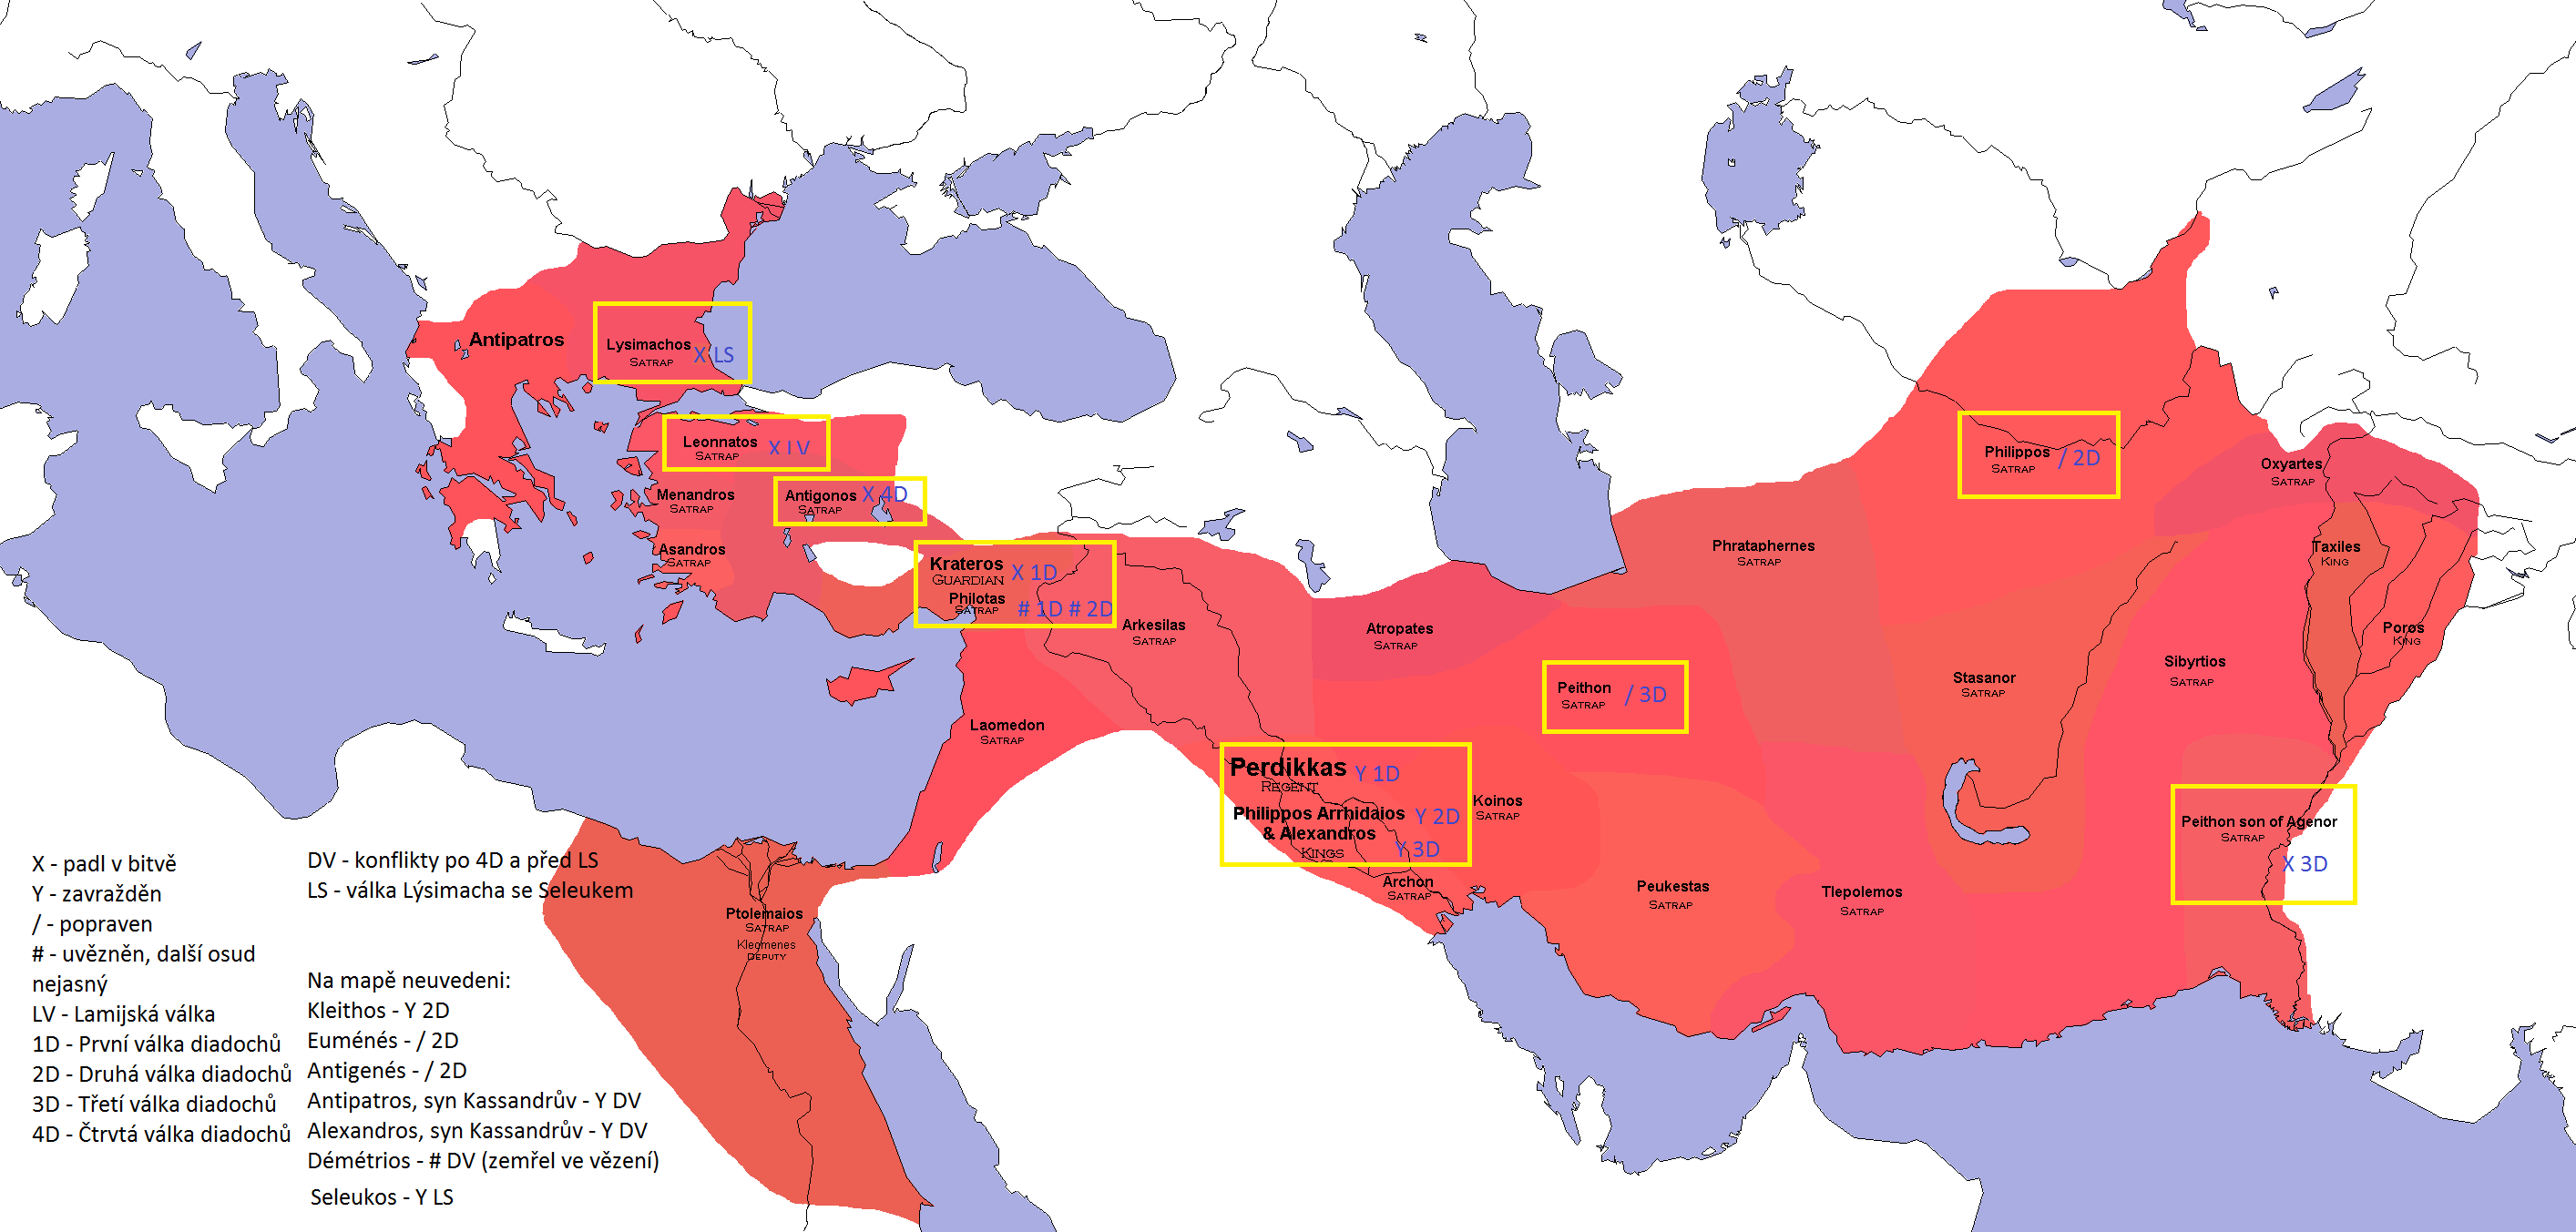 Antipatros
Lysimachos
SATRAP
X LS
Leonnatos
SATRAP
X LV
Menandros
SATRAP
Antigonos
SATRAP
X 4D
Asandros
SATRAP
Krateros
GUARDIAN
X 1D
Philotas
SATRAP
# 1D # 2D
Arkesilas
SATRAP
Laomedon
SATRAP
Atropates
SATRAP
Peithon
SATRAP
/ 3D
Perdikkas
REGENT
Y 1D
Philippos Arrhidaios
& Alexandros
KINGS
Y 2D
Y 3D
Koinos
SATRAP
Archon
SATRAP
Peukestas
SATRAP
Tlepolemos
SATRAP
Phrataphernes
SATRAP
Philippos
SATRAP
/ 2D
Oxyartes
SATRAP
Taxiles
KING
Poros
KING
Stasanor
SATRAP
Sibyrtios
SATRAP
Peithon son of Agenor
SATRAP
X 3D
Ptolemaios
SATRAP
Kleomenes
DEPUTY
X - padl v bitvě
Y - zavražděn
/ - popraven
# - uvězněn, další osud
nejasný
LV - Lamijská válka
1D - První válka diadochů
2D - Druhá válka diadochů
3D - Třetí válka diadochů
4D - Čtrvtá válka diadochů
DV - konflikty po 4D a před LS
LS - válka Lýsimacha se Seleukem
Na mapě neuvedeni:
Kleithos - Y 2D
Euménés - / 2D
Antigenés - / 2D
Antipatros, syn Kassandrův - Y DV
Alexandros, syn Kassandrův - Y DV
Démétrios - # DV (zemřel ve vězení)
Seleukos - Y LS